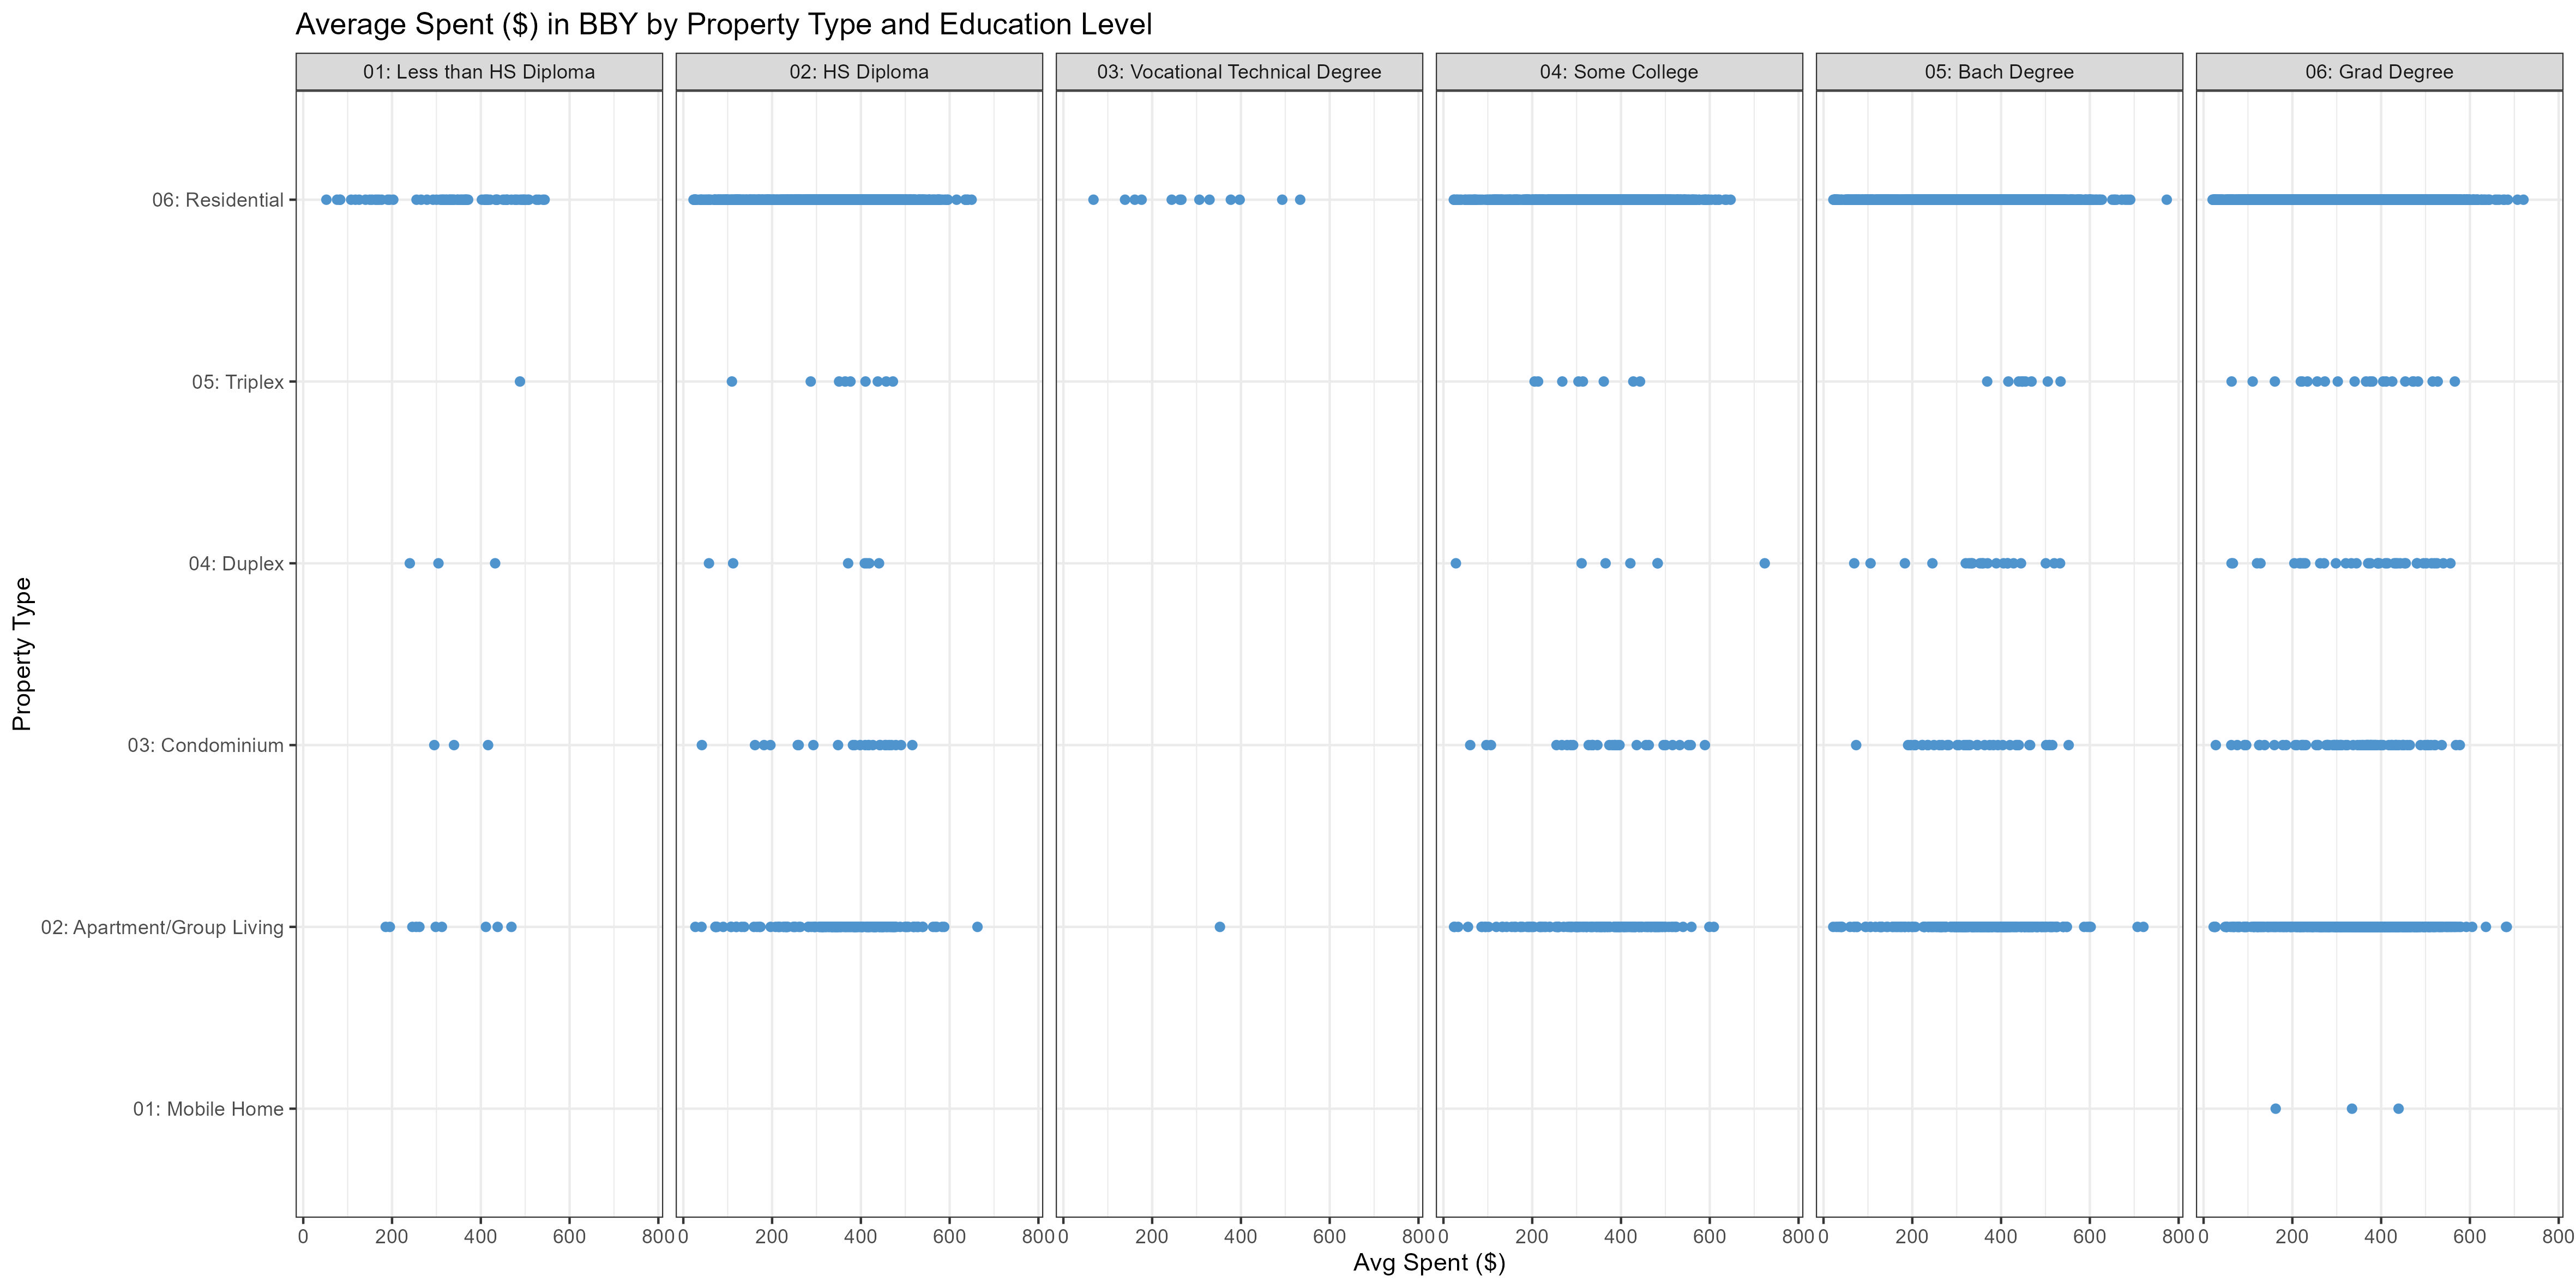 Average Spent ($) in BBY by Property Type and Education Level
01: Less than HS Diploma
02: HS Diploma
03: Vocational Technical Degree
04: Some College
05: Bach Degree
06: Grad Degree
Property Type
06: Residential
05: Triplex
04: Duplex
03: Condominium
02: Apartment/Group Living
01: Mobile Home
0 200 400 600 800
0 200 400 600 800
0 200 400 600 800
0 200 400 600 800
0 200 400 600 800
0 200 400 600 800
Avg Spent ($)